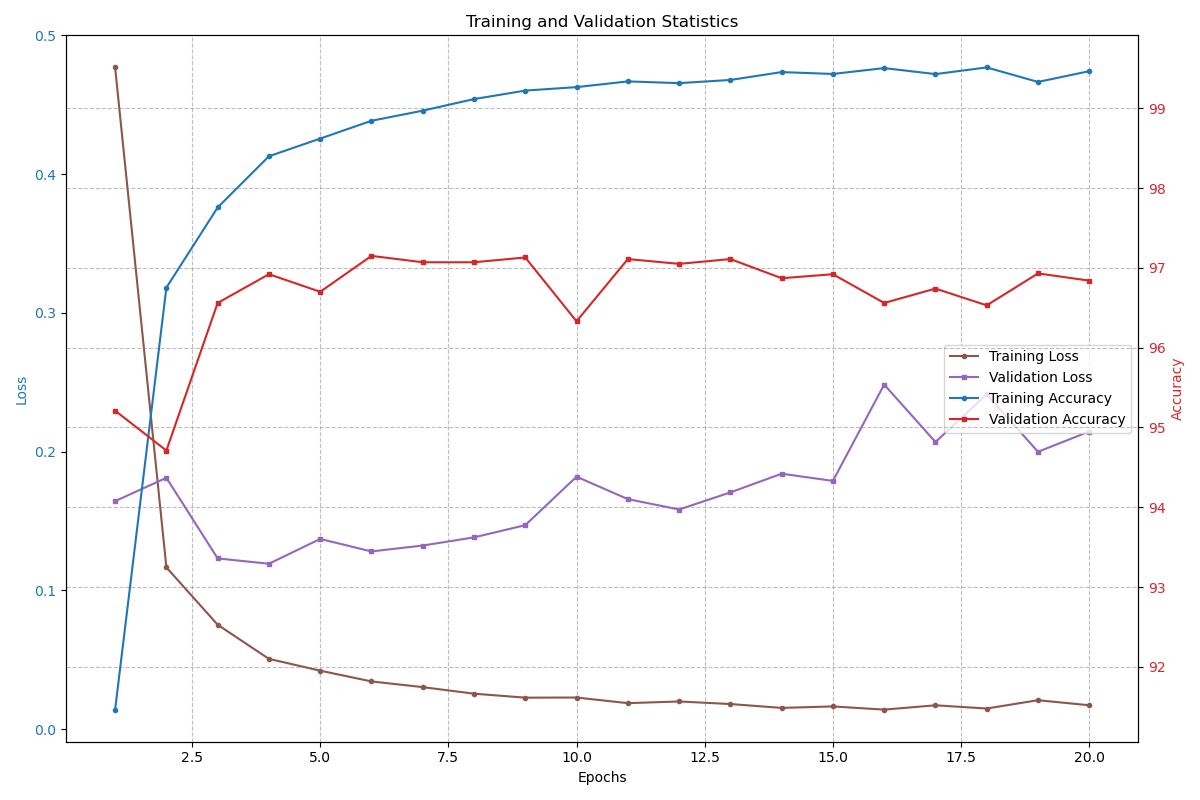 Training and Validation Statistics
0.5
0.4
0.3
0.2
0.1
0.0
Loss
99
98
97
96
95
94
93
92
Accuracy
Training Loss
Validation Loss
Training Accuracy
Validation Accuracy
2.5 5.0 7.5 10.0 12.5 15.0 17.5 20.0
Epochs